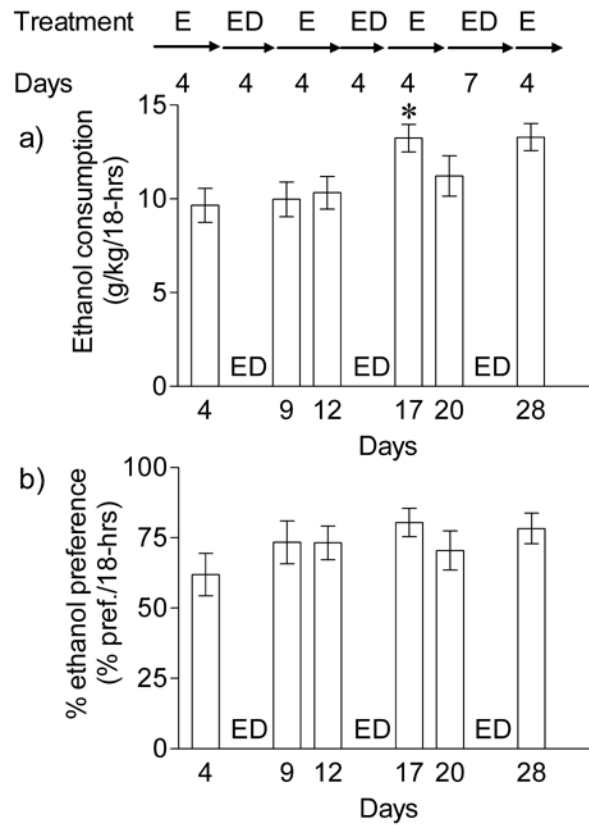 Treatment E ED E ED E ED E
Days 4 4 4 4 4 7 4
a)
Ethanol consumption
(g/kg/18-hrs)
15
10
5
0
*
ED ED ED
4 9 12 17 20 28
Days
b)
% ethanol preference
(% pref./18-hrs)
100
75
50
25
0
ED ED ED
4 9 12 17 20 28
Days